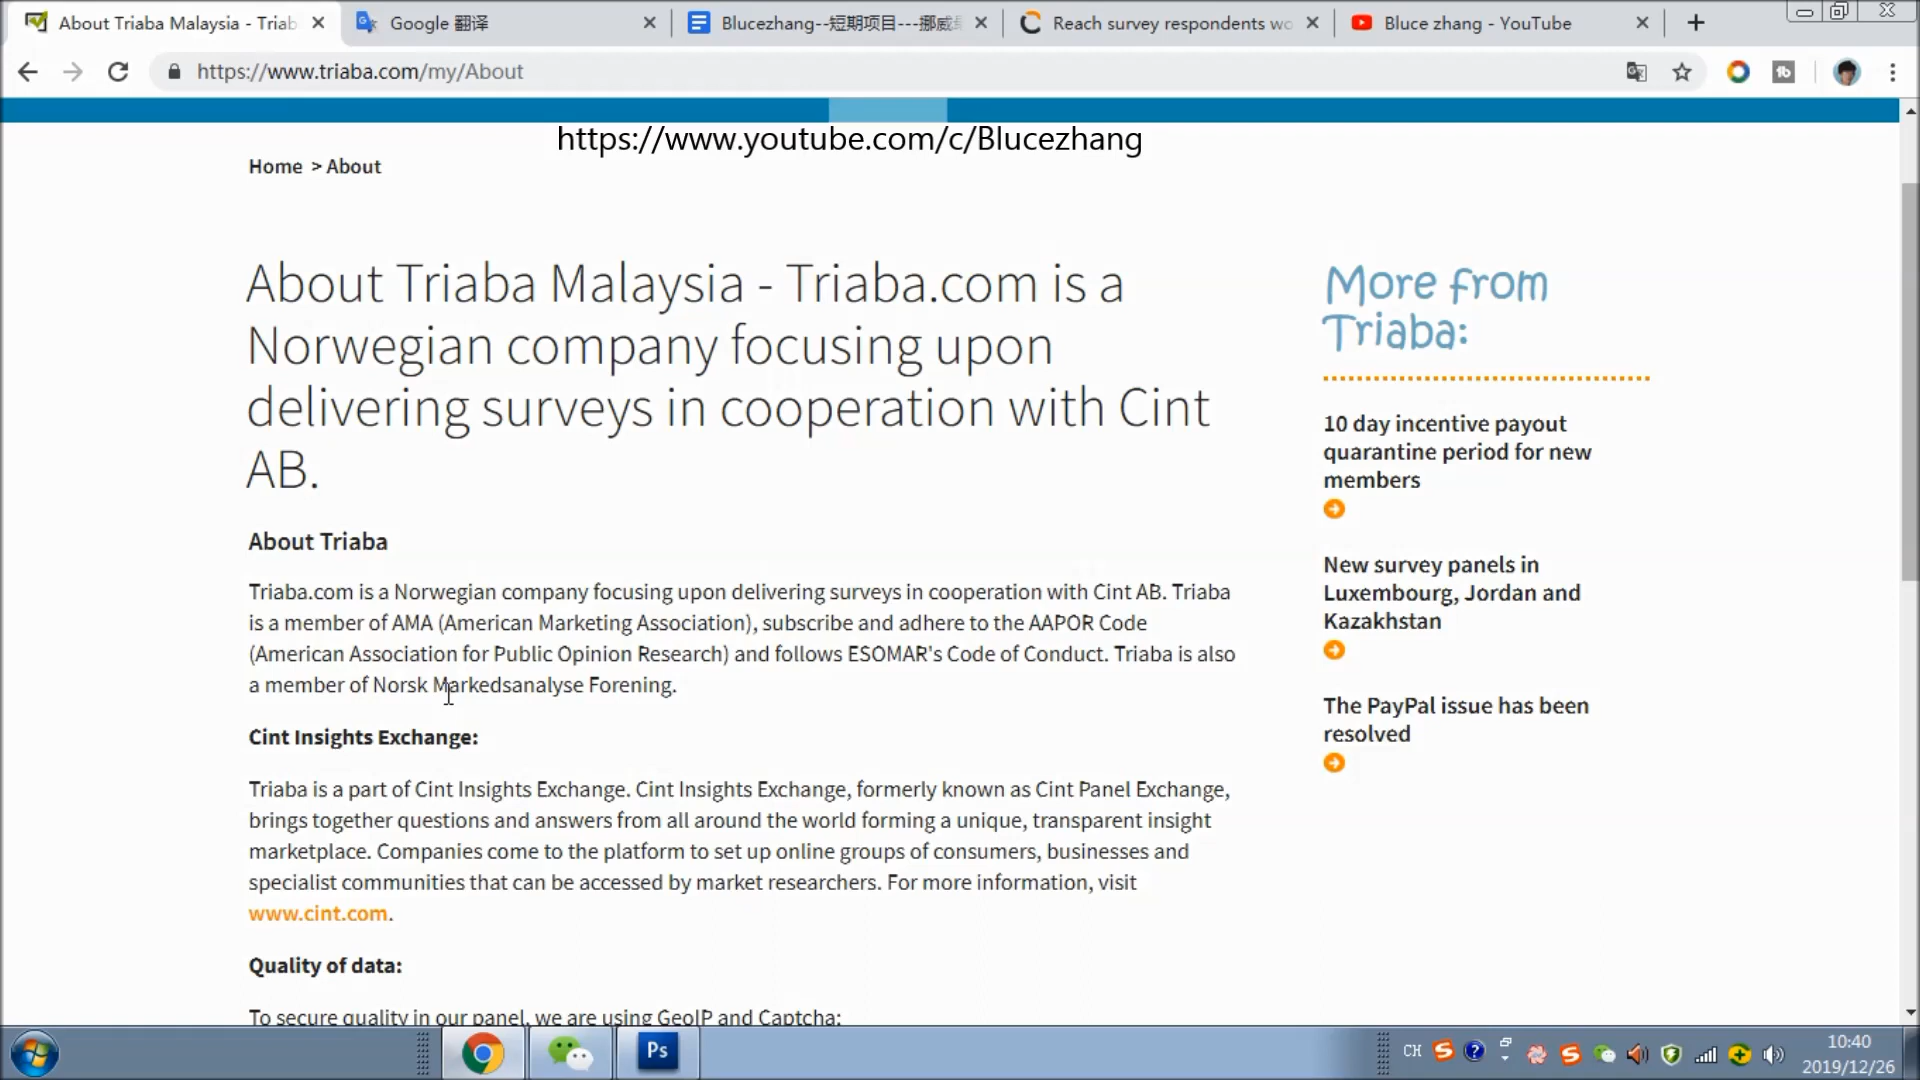 About Triaba Malaysia - Triab
Google 翻译
Blucezhang--短期项目---挪威
Reach survey respondents wo
Bluce zhang - YouTube
https://www.triaba.com/my/About
https://www.youtube.com/c/Blucezhang
Home > About
About Triaba Malaysia - Triaba.com is a
Norwegian company focusing upon
delivering surveys in cooperation with Cint
AB.
About Triaba
Triaba.com is a Norwegian company focusing upon delivering surveys in cooperation with Cint AB. Triaba
is a member of AMA (American Marketing Association), subscribe and adhere to the AAPOR Code
(American Association for Public Opinion Research) and follows ESOMAR's Code of Conduct. Triaba is also
a member of Norsk Markedsanalyse Forening.
Cint Insights Exchange:
Triaba is a part of Cint Insights Exchange. Cint Insights Exchange, formerly known as Cint Panel Exchange,
brings together questions and answers from all around the world forming a unique, transparent insight
marketplace. Companies come to the platform to set up online groups of consumers, businesses and
specialist communities that can be accessed by market researchers. For more information, visit
www.cint.com.
Quality of data:
To secure quality in our panel, we are using GeoIP and Captcha:
More from
Triaba:
10 day incentive payout
quarantine period for new
members
New survey panels in
Luxembourg, Jordan and
Kazakhstan
The PayPal issue has been
resolved
Ps
CH
10:40
2019/12/26